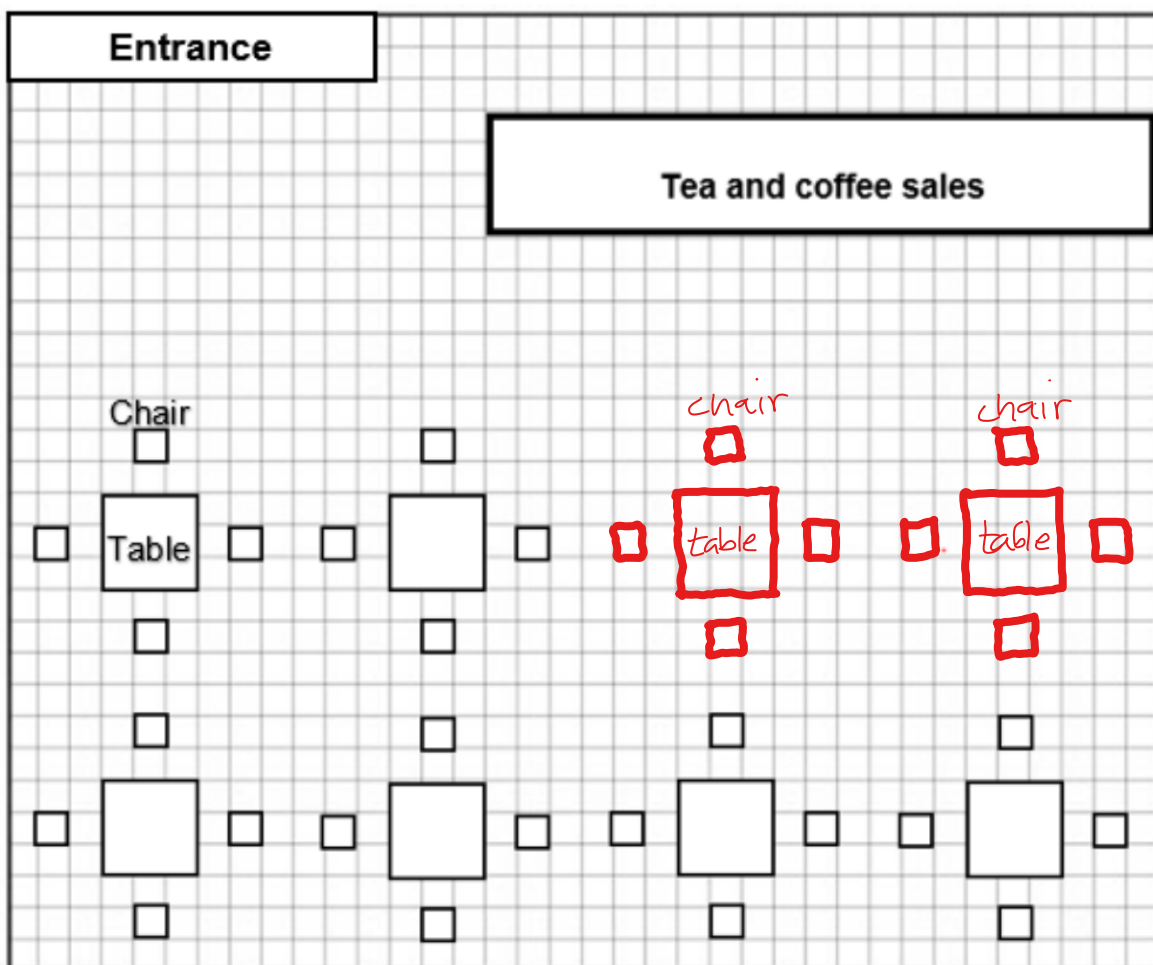 Entrance
Tea and coffee sales
Chair
chair
chair
Table
table
table